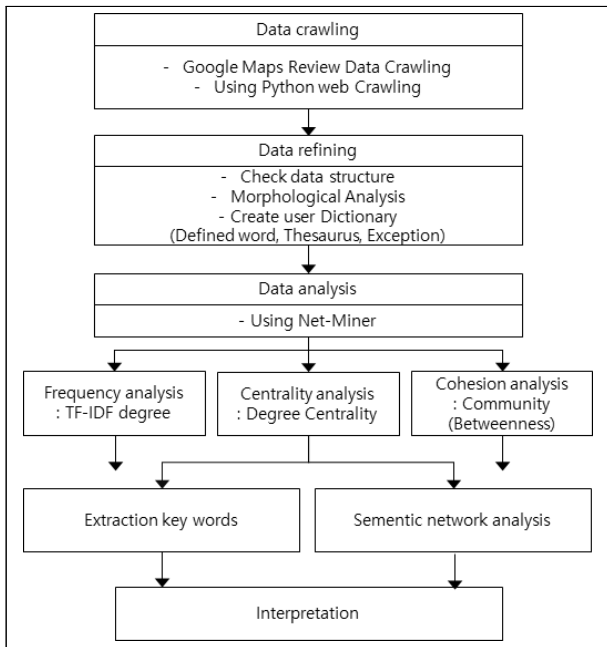 Data crawling
- Google Maps Review Data Crawling
- Using Python web Crawling
Data refining
- Check data structure
- Morphological Analysis
- Create user Dictionary
(Defined word, Thesaurus, Exception)
Data analysis
- Using Net-Miner
Frequency analysis
: TF-IDF degree
Centrality analysis
: Degree Centrality
Cohesion analysis
: Community
(Betweenness)
Extraction key words
Sementic network analysis
Interpretation